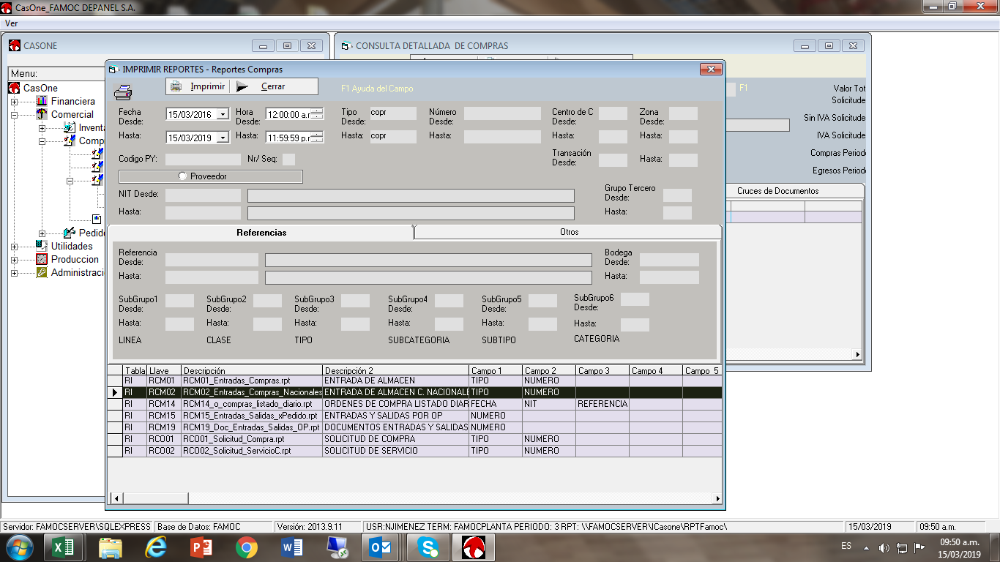 CasOne_FAMOC DEPANEL S.A.
Ver
CASONE
CONSULTA DETALLADA DE COMPRAS
Menu:
CasOne
Financiera
Comercial
Inventa
Comp
Pedido
Utilidades
Produccion
Administraci
F1
Valor Tot
Solicitude
Sin IVA Solicitude
IVA Solicitude
Compras Periodo
Egresos Periodo
Cruces de Documentos
IMPRIMIR REPORTES - Reportes Compras
Imprimir Cerrar F1 Ayuda del Campo
Fecha Desde: 15/03/2016 Hora Desde: 12:00:00 a.r Tipo Desde: copr Número Desde: Centro de C Desde: Zona Desde:
Hasta: 15/03/2019 Hasta: 11:59:59 p.r Hasta: copr Hasta: Hasta: Hasta:
Codigo PY: Nr/ Seq: Transación Desde: Hasta:
Proveedor
NIT Desde: Grupo Tercero Desde:
Hasta: Hasta:
Referencias Otros
Referencia Desde: Bodega Desde:
Hasta: Hasta:
SubGrupo1 Desde: SubGrupo2 Desde: SubGrupo3 Desde: SubGrupo4 Desde: SubGrupo5 Desde: SubGrupo6 Desde:
Hasta: Hasta: Hasta: Hasta: Hasta: Hasta:
LINEA CLASE TIPO SUBCATEGORIA SUBTIPO CATEGORIA
Tabla Llave Descripción Descripción 2 Campo 1 Campo 2 Campo 3 Campo 4 Campo 5
RI RCM01 RCM01_Entradas_Compras.rpt ENTRADA DE ALMACEN TIPO NUMERO
RI RCM02 RCM02_Entradas_Compras_Nacionales ENTRADA DE ALMACEN C. NACIONALE TIPO NUMERO
RI RCM14 RCM14_o_compras_listado_diario.rpt ORDENES DE COMPRA LISTADO DIAR FECHA NIT REFERENCIA
RI RCM15 RCM15_Entradas_Salidas_xPedido.rpt ENTRADAS Y SALIDAS POR OP NUMERO
RI RCM19 RCM19_Doc_Entradas_Salidas_OP.rpt DOCUMENTOS ENTRADAS Y SALIDAS NUMERO
RI RCO01 RCO01_Solicitud_Compra.rpt SOLICITUD DE COMPRA TIPO NUMERO
RI RCO02 RCO02_Solicitud_ServicioC.rpt SOLICITUD DE SERVICIO TIPO NUMERO
Servidor: FAMOCSERVER\SQLEXPRESS Base de Datos: FAMOC Versión: 2013.9.11 USR:NJIMENEZ TERM: FAMOCPLANTA PERIODO: 3 RPT: \\FAMOCSERVER\ICasone\RPTFamoc\ 15/03/2019 09:50 a.m.
ES 09:50 a.m.
15/03/2019